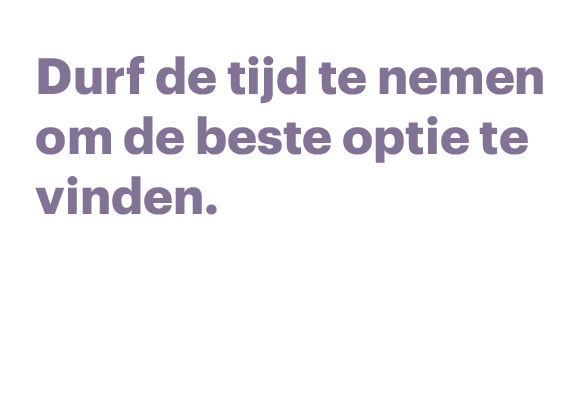 Durf de tijd te nemen
om de beste optie te
vinden.